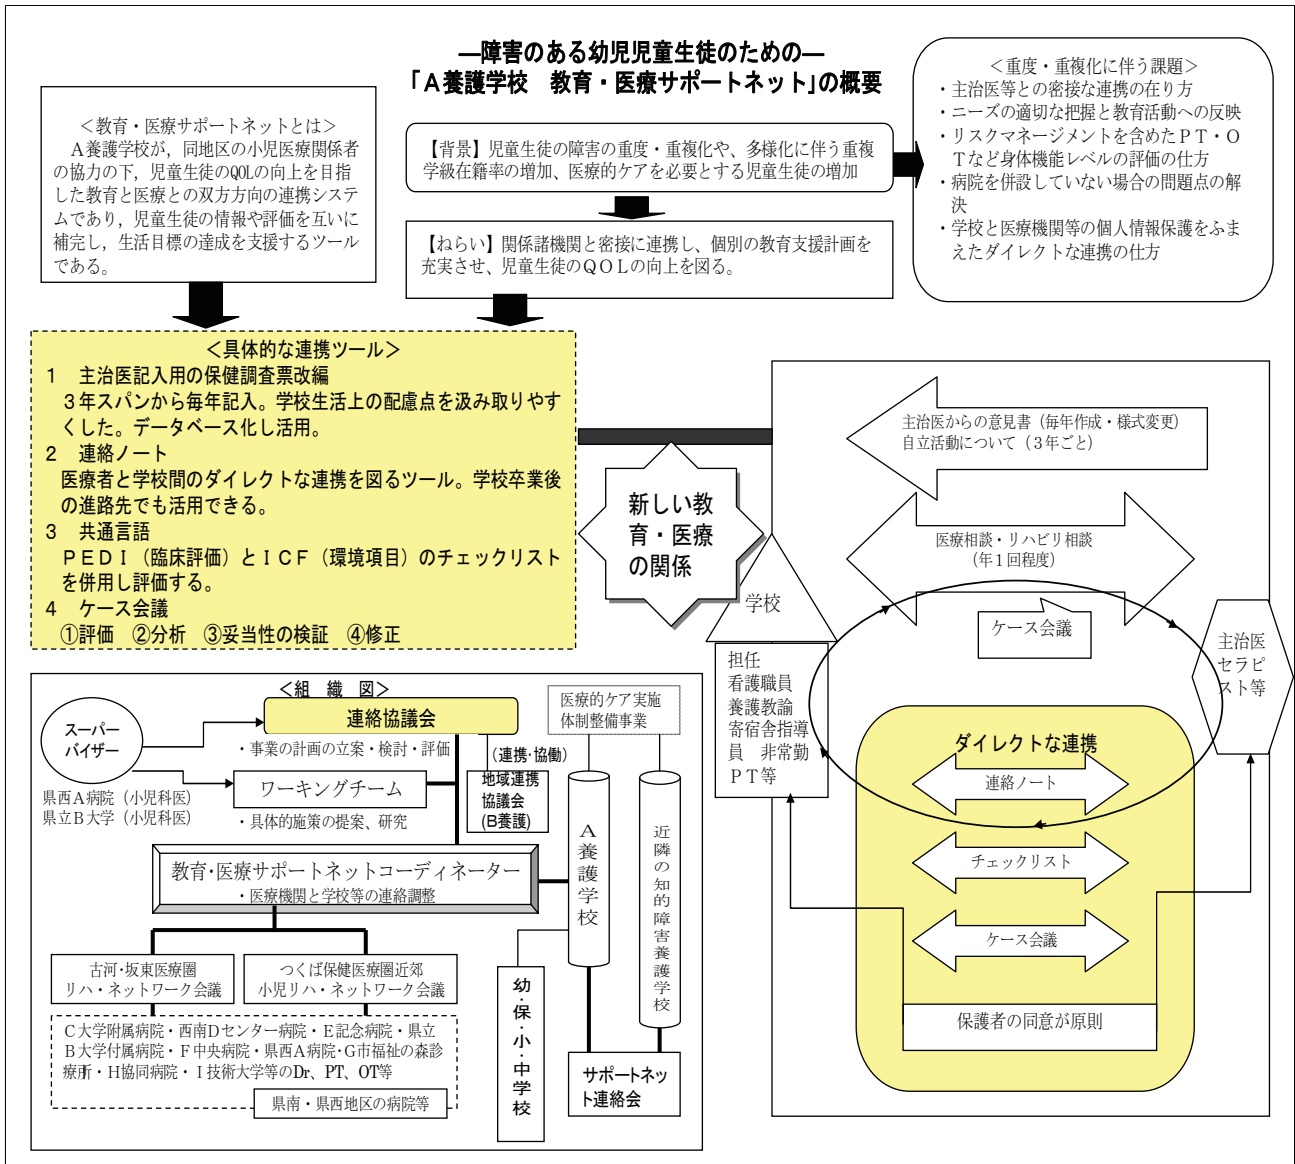 ―障害のある幼児児童生徒のための―
「Ａ養護学校　教育・医療サポートネット」の概要
＜教育・医療サポートネットとは＞
Ａ養護学校が，同地区の小児医療関係者
の協力の下，児童生徒のQOLの向上を目指
した教育と医療との双方方向の連携システ
ムであり，児童生徒の情報や評価を互いに
補完し，生活目標の達成を支援するツール
である。
【背景】児童生徒の障害の重度・重複化や、多様化に伴う重複
学級在籍率の増加、医療的ケアを必要とする児童生徒の増加
【ねらい】関係諸機関と密接に連携し、個別の教育支援計画を
充実させ、児童生徒のＱＯＬの向上を図る。
＜重度・重複化に伴う課題＞
・主治医等との密接な連携の在り方
・ニーズの適切な把握と教育活動への反映
・リスクマネージメントを含めたＰＴ・Ｏ
Ｔなど身体機能レベルの評価の仕方
・病院を併設していない場合の問題点の解
決
・学校と医療機関等の個人情報保護をふま
えたダイレクトな連携の仕方
＜具体的な連携ツール＞
１　主治医記入用の保健調査票改編
３年スパンから毎年記入。学校生活上の配慮点を汲み取りやす
くした。データベース化し活用。
２　連絡ノート
医療者と学校間のダイレクトな連携を図るツール。学校卒業後
の進路先でも活用できる。
３　共通言語
ＰＥＤＩ（臨床評価）とＩＣＦ（環境項目）のチェックリスト
を併用し評価する。
４　ケース会議
①評価　②分析　③妥当性の検証　④修正
新しい教
育・医療
の関係
主治医からの意見書（毎年作成・様式変更）
自立活動について（３年ごと）
医療相談・リハビリ相談
（年１回程度）
ケース会議
学校
担任
看護職員
養護教諭
寄宿舎指導
員　非常勤
ＰＴ等
主治医
セラピ
スト等
ダイレクトな連携
連絡ノート
チェックリスト
ケース会議
保護者の同意が原則
＜組　織　図＞
スーパー
バイザー
連絡協議会
・事業の計画の立案・検討・評価
ワーキングチーム
・具体的施策の提案、研究
県西Ａ病院（小児科医）
県立Ｂ大学（小児科医）
（連携・協働）
地域連携
協議会
(B養護)
医療的ケア実施
体制整備事業
教育・医療サポートネットコーディネーター
・医療機関と学校等の連絡調整
Ａ養護学校
近隣の知的障害養護学校
古河・坂東医療圏
リハ・ネットワーク会議
つくば保健医療圏近郊
小児リハ・ネットワーク会議
Ｃ大学附属病院・西南Ｄセンター病院・Ｅ記念病院・県立
Ｂ大学付属病院・Ｆ中央病院・県西Ａ病院・Ｇ市福祉の森診
療所・Ｈ協同病院・Ｉ技術大学等のDr、PT、OT等
県南・県西地区の病院等
幼・保・小・中学校
サポートネッ
ト連絡会